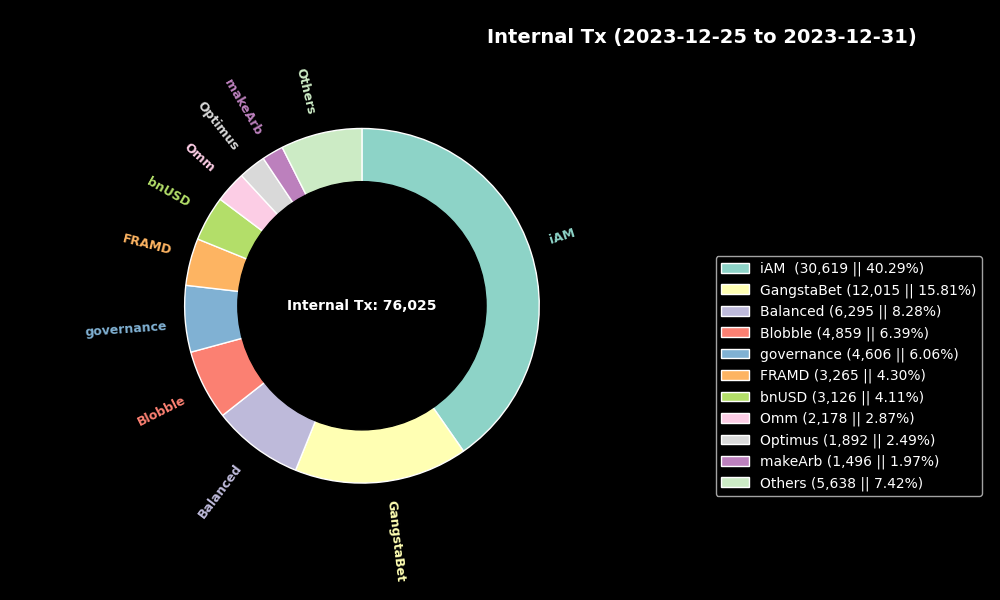 Internal Tx (2023-12-25 to 2023-12-31)
Others
makeArb
Optimus
Omm
bnUSD
FRAMD
governance
Blobble
Balanced
GangstaBet
iAM
Internal Tx: 76,025
iAM  (30,619 || 40.29%)
GangstaBet (12,015 || 15.81%)
Balanced (6,295 || 8.28%)
Blobble (4,859 || 6.39%)
governance (4,606 || 6.06%)
FRAMD (3,265 || 4.30%)
bnUSD (3,126 || 4.11%)
Omm (2,178 || 2.87%)
Optimus (1,892 || 2.49%)
makeArb (1,496 || 1.97%)
Others (5,638 || 7.42%)